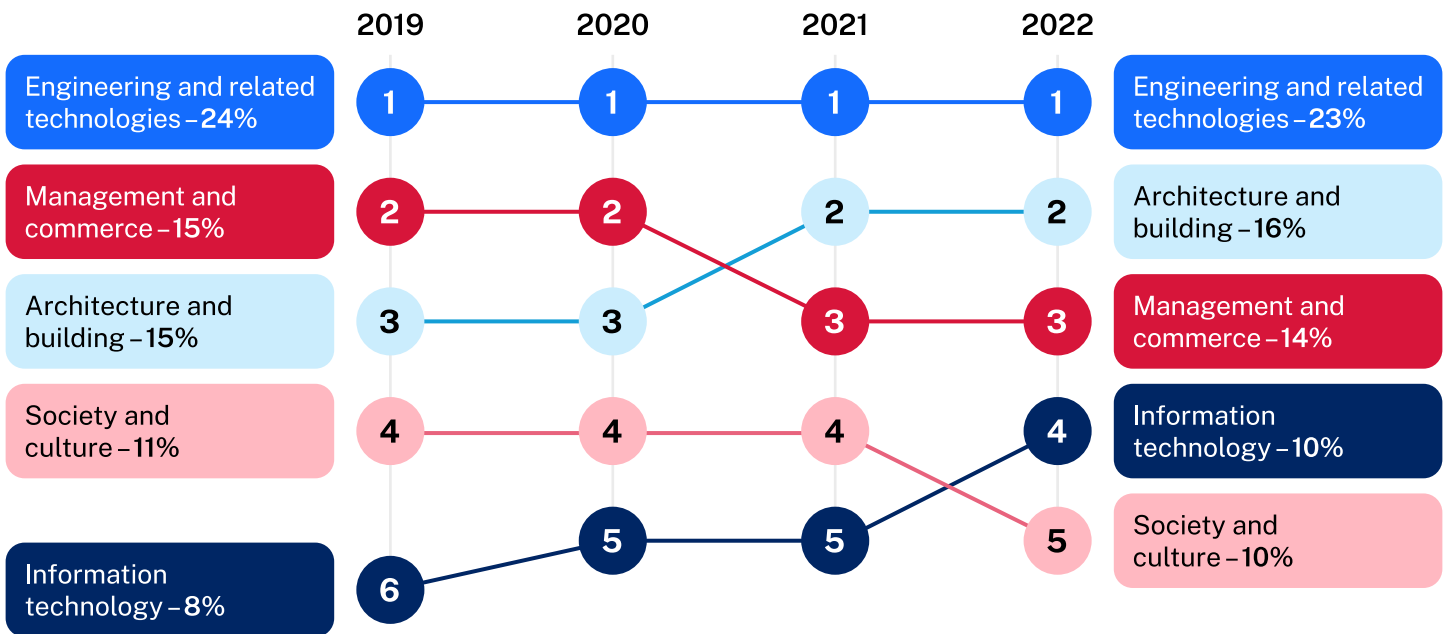 2019 2020 2021 2022
Engineering and related
technologies – 24%
1 1 1 1
Engineering and related
technologies – 23%
Management and
commerce – 15%
2 2 2 2
Architecture and
building – 16%
Architecture and
building – 15%
3 3 3 3
Management and
commerce – 14%
Society and
culture – 11%
4 4 4 4
Information
technology – 10%
5 5 5
Society and
culture – 10%
Information
technology – 8%
6